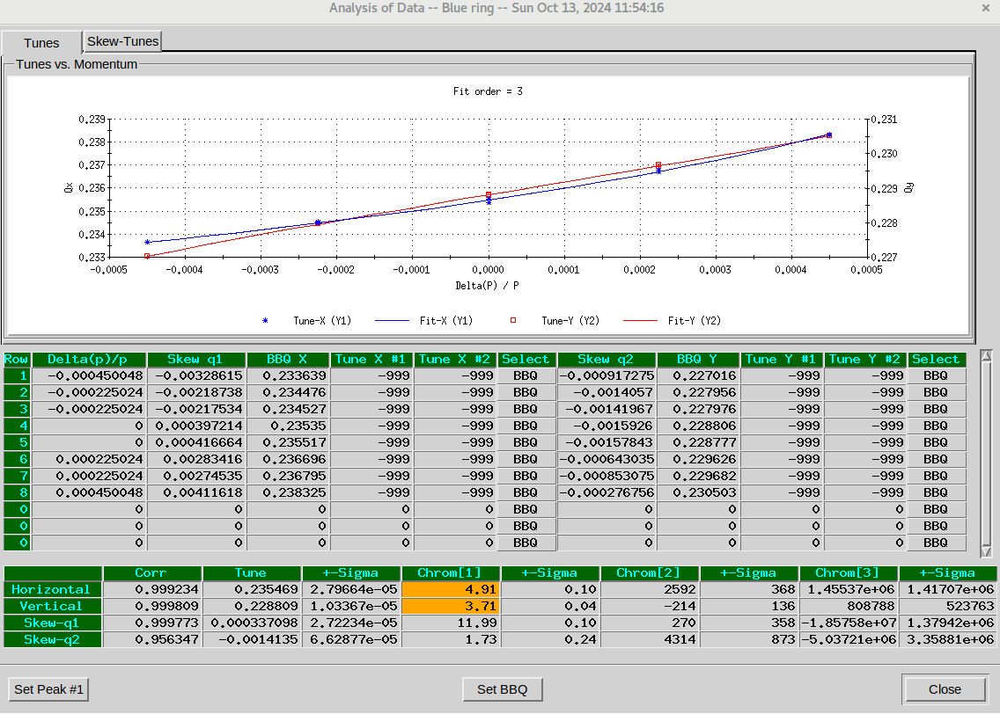 Analysis of Data -- Blue ring -- Sun Oct 13, 2024 11:54:16 ×
Tunes Skew-Tunes
Tunes vs. Momentum
Fit order = 3
0.239 0.231
0.238
0.237 0.230
Qx 0.236 0.229 Qy
0.235
0.228
0.234
0.233 0.227
-0.0005 -0.0004 -0.0003 -0.0002 -0.0001 0.0000 0.0001 0.0002 0.0003 0.0004 0.0005
Delta(P) / P
Tune-X (Y1) Fit-X (Y1) Tune-Y (Y2) Fit-Y (Y2)
Row Delta(p)/p Skew q1 BBQ X Tune X #1 Tune X #2 Select Skew q2 BBQ Y Tune Y #1 Tune Y #2 Select
1 -0.000450048 -0.00328615 0.233639 -999 -999 BBQ -0.000917275 0.227016 -999 -999 BBQ
2 -0.000225024 -0.00218738 0.234476 -999 -999 BBQ -0.0014057 0.227956 -999 -999 BBQ
3 -0.000225024 -0.00217534 0.234527 -999 -999 BBQ -0.00141967 0.227976 -999 -999 BBQ
4 0 0.000397214 0.23535 -999 -999 BBQ -0.0015926 0.228806 -999 -999 BBQ
5 0 0.000416664 0.235517 -999 -999 BBQ -0.00157843 0.228777 -999 -999 BBQ
6 0.000225024 0.00283416 0.236696 -999 -999 BBQ -0.000643035 0.229626 -999 -999 BBQ
7 0.000225024 0.00274535 0.236795 -999 -999 BBQ -0.000853075 0.229682 -999 -999 BBQ
8 0.000450048 0.00411618 0.238325 -999 -999 BBQ -0.000276756 0.230503 -999 -999 BBQ
0 0 0 0 0 0 BBQ 0 0 0 0 BBQ
0 0 0 0 0 0 BBQ 0 0 0 0 BBQ
0 0 0 0 0 0 BBQ 0 0 0 0 BBQ
Corr Tune +-Sigma Chrom[1] +-Sigma Chrom[2] +-Sigma Chrom[3] +-Sigma
Horizontal 0.999234 0.235469 2.79664e-05 4.91 0.10 2592 368 1.45537e+06 1.41707e+06
Vertical 0.999809 0.228809 1.03367e-05 3.71 0.04 -214 136 808788 523763
Skew-q1 0.999773 0.000337098 2.72234e-05 11.99 0.10 270 358 -1.85758e+07 1.37942e+06
Skew-q2 0.956347 -0.0014135 6.62877e-05 1.73 0.24 4314 873 -5.03721e+06 3.35881e+06
Set Peak #1 Set BBQ Close